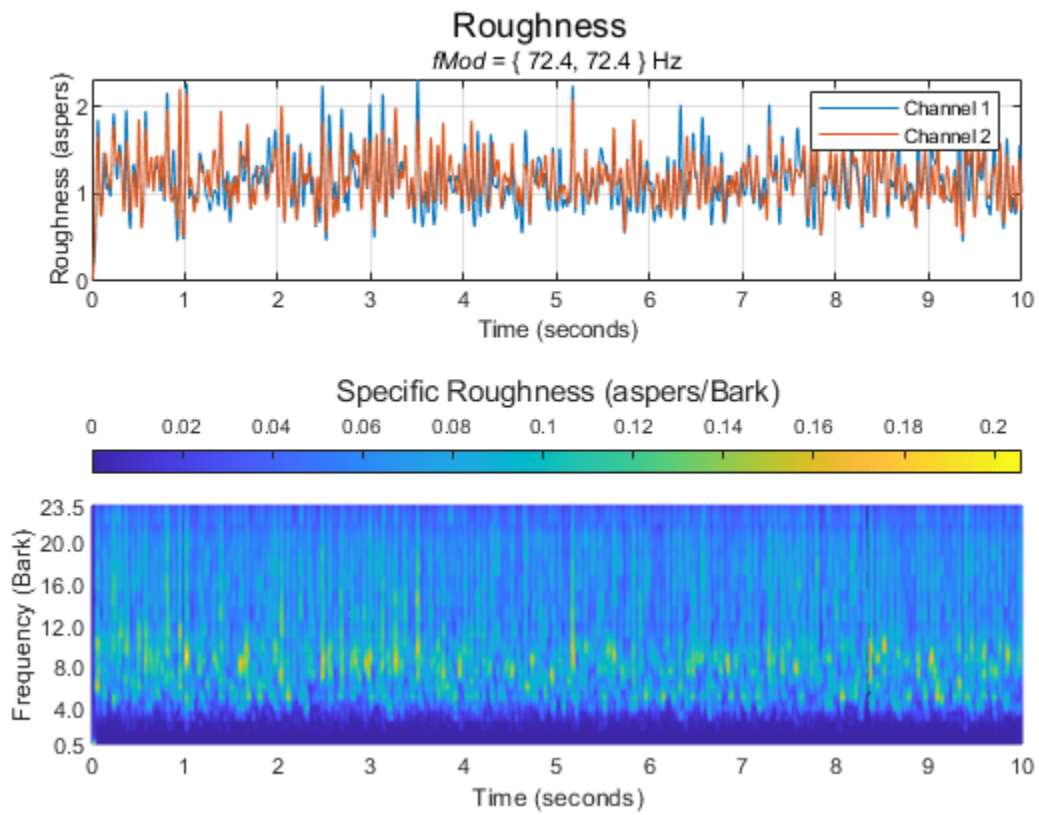 Roughness
fMod = { 72.4, 72.4 } Hz
Roughness (aspers)
2
1
0
Channel 1
Channel 2
0 1 2 3 4 5 6 7 8 9 10
Time (seconds)
Specific Roughness (aspers/Bark)
0 0.02 0.04 0.06 0.08 0.1 0.12 0.14 0.16 0.18 0.2
Frequency (Bark)
23.5
20.0
16.0
12.0
8.0
4.0
0.5
0 1 2 3 4 5 6 7 8 9 10
Time (seconds)